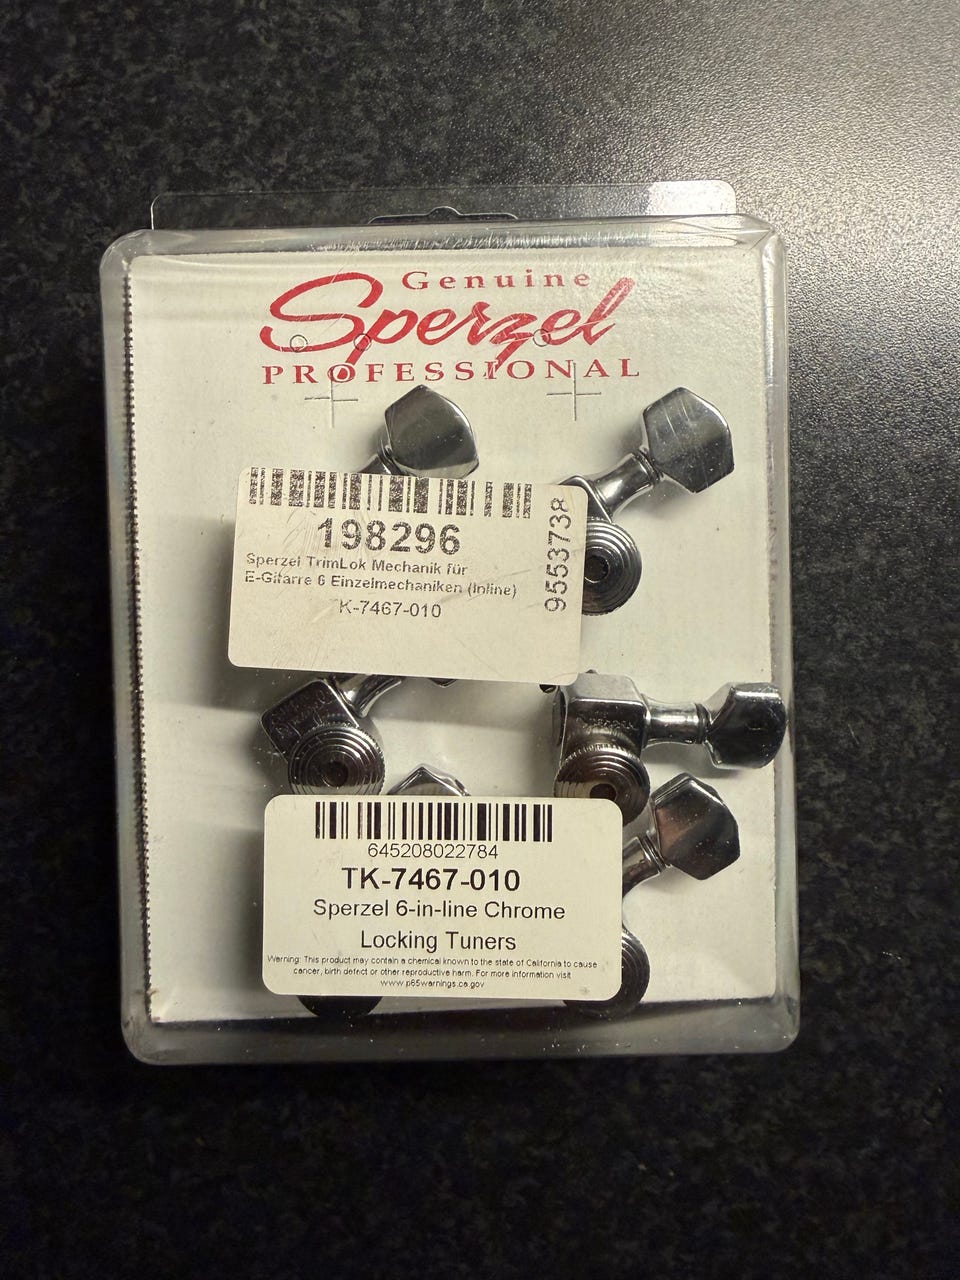 Genuine
Sperzel
PROFESSIONAL
198296
Sperzel TrimLok Mechanik für
E-Gitarre 6 Einzelmechaniken (Inline)
K-7467-010
9553738
645208022784
TK-7467-010
Sperzel 6-in-line Chrome
Locking Tuners
Warning: This product may contain a chemical known to the state of California to cause
cancer, birth defect or other reproductive harm. For more information visit
www.p65warnings.ca.gov